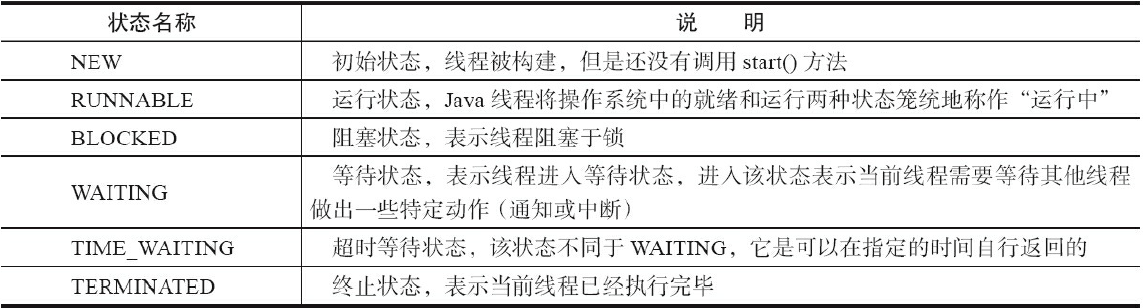 状态名称 说 明
NEW 初始状态，线程被构建，但是还没有调用 start() 方法
RUNNABLE 运行状态，Java 线程将操作系统中的就绪和运行两种状态笼统地称作“运行中”
BLOCKED 阻塞状态，表示线程阻塞于锁
WAITING 等待状态，表示线程进入等待状态，进入该状态表示当前线程需要等待其他线程
做出一些特定动作（通知或中断）
TIME_WAITING 超时等待状态，该状态不同于 WAITING，它是可以在指定的时间自行返回的
TERMINATED 终止状态，表示当前线程已经执行完毕